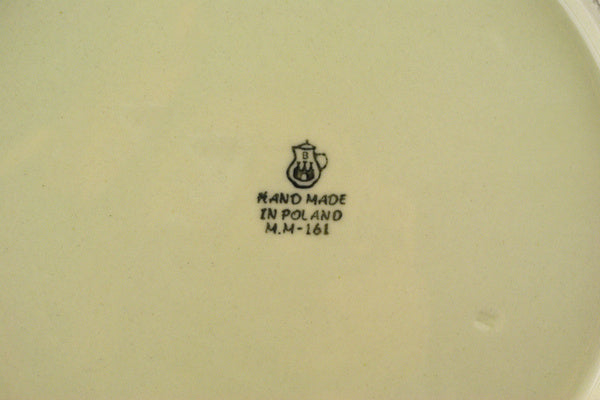 B
HAND MADE
IN POLAND
M.M-161